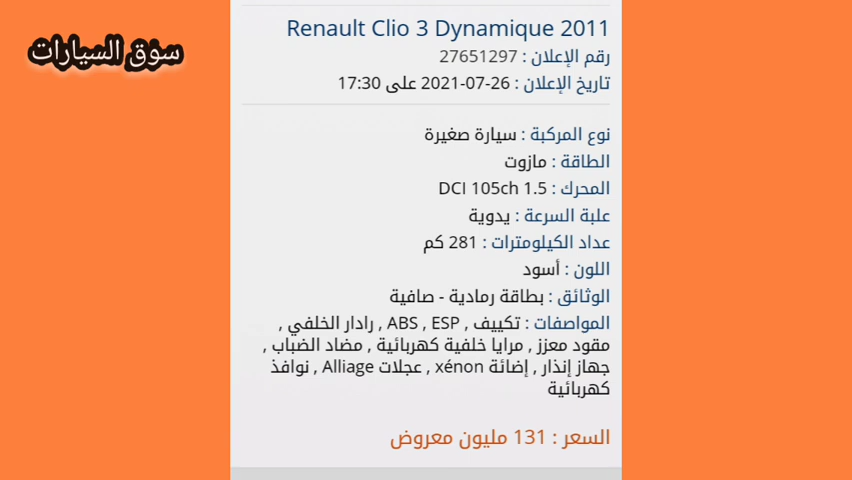 سوق السيارات
Renault Clio 3 Dynamique 2011
رقم الإعلان : 27651297
تاريخ الإعلان : 26-07-2021 على 17:30
نوع المركبة : سيارة صغيرة
الطاقة : مازوت
المحرك : 1.5 DCI 105ch
علبة السرعة : يدوية
عداد الكيلومترات : 281 كم
اللون : أسود
الوثائق : بطاقة رمادية - صافية
المواصفات : تكييف , ABS , ESP , رادار الخلفي ,
مقود معزز , مرايا خلفية كهربائية , مضاد الضباب ,
جهاز إنذار , إضائة xénon , عجلات Alliage , نوافذ
كهربائية
السعر : 131 مليون معروض